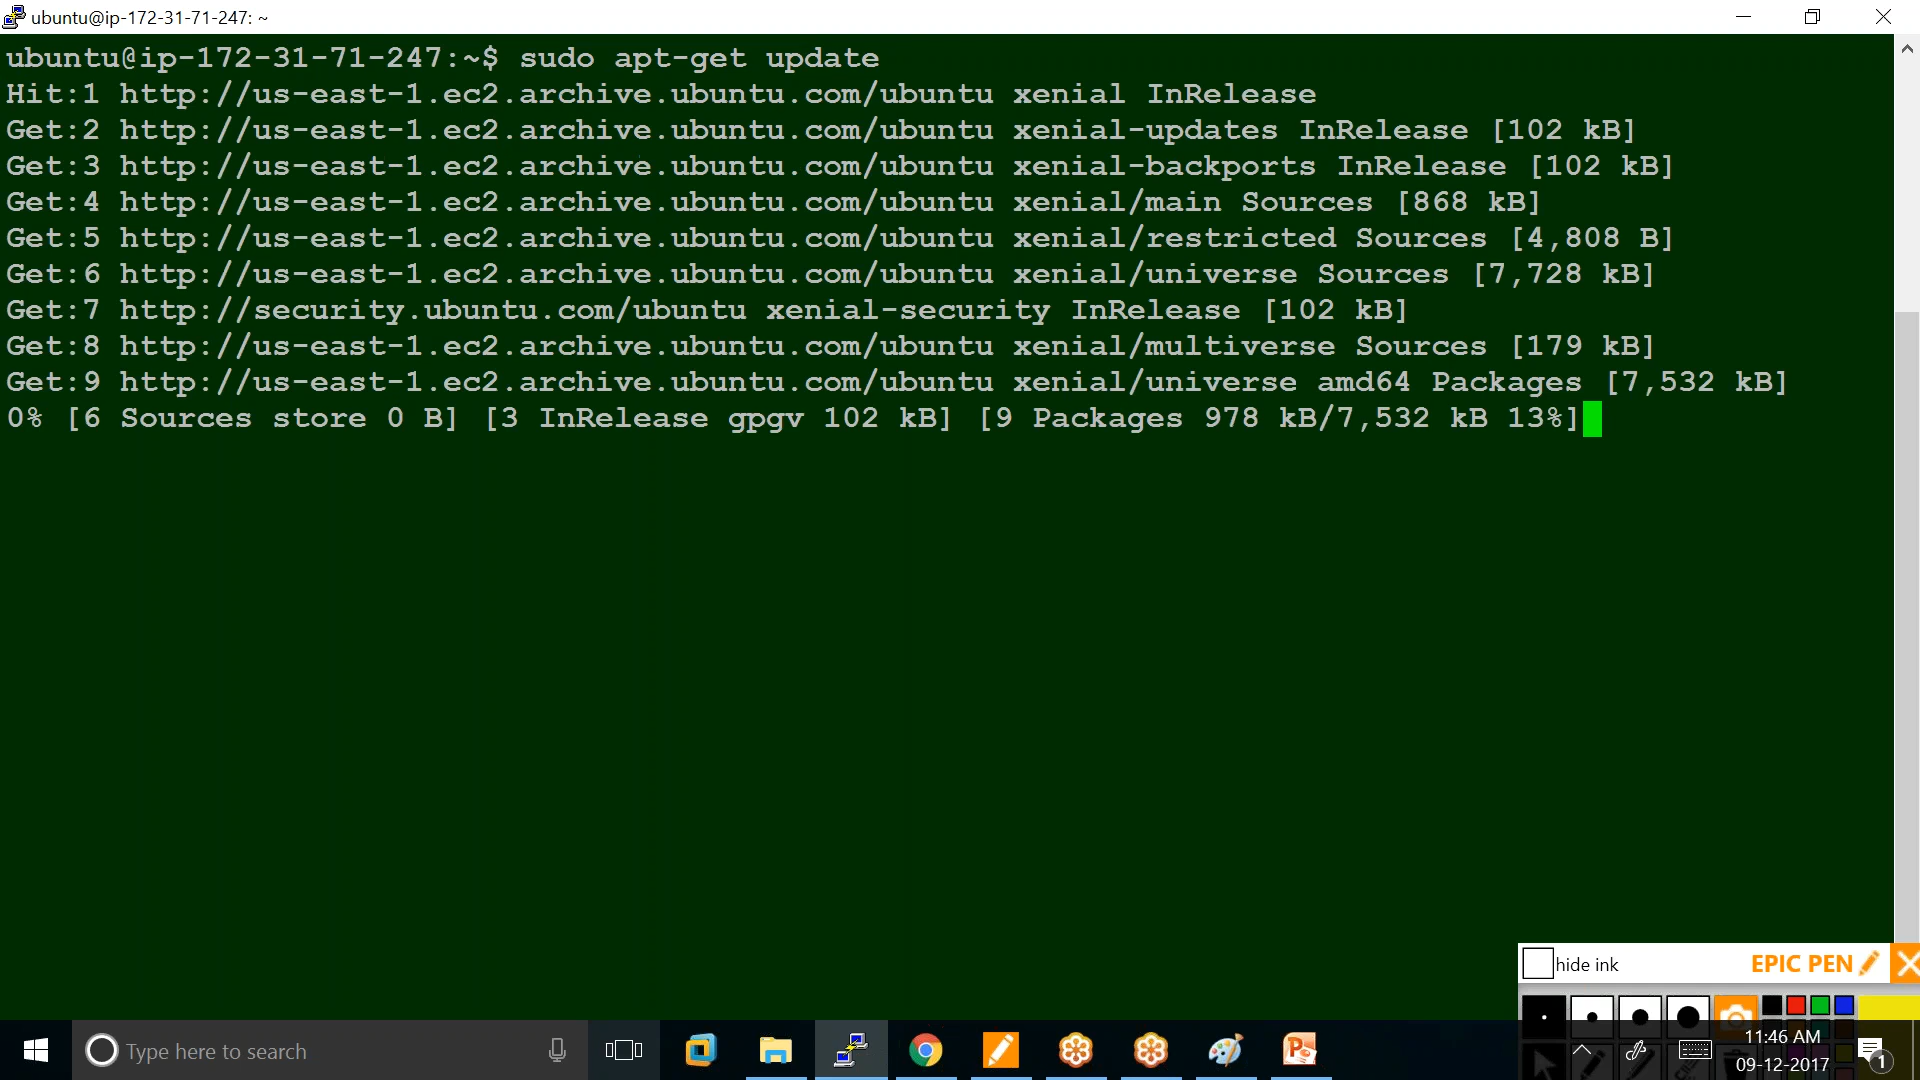 ubuntu@ip-172-31-71-247: ~
ubuntu@ip-172-31-71-247:~$ sudo apt-get update
Hit:1 http://us-east-1.ec2.archive.ubuntu.com/ubuntu xenial InRelease
Get:2 http://us-east-1.ec2.archive.ubuntu.com/ubuntu xenial-updates InRelease [102 kB]
Get:3 http://us-east-1.ec2.archive.ubuntu.com/ubuntu xenial-backports InRelease [102 kB]
Get:4 http://us-east-1.ec2.archive.ubuntu.com/ubuntu xenial/main Sources [868 kB]
Get:5 http://us-east-1.ec2.archive.ubuntu.com/ubuntu xenial/restricted Sources [4,808 B]
Get:6 http://us-east-1.ec2.archive.ubuntu.com/ubuntu xenial/universe Sources [7,728 kB]
Get:7 http://security.ubuntu.com/ubuntu xenial-security InRelease [102 kB]
Get:8 http://us-east-1.ec2.archive.ubuntu.com/ubuntu xenial/multiverse Sources [179 kB]
Get:9 http://us-east-1.ec2.archive.ubuntu.com/ubuntu xenial/universe amd64 Packages [7,532 kB]
0% [6 Sources store 0 B] [3 InRelease gpgv 102 kB] [9 Packages 978 kB/7,532 kB 13%]
hide ink EPIC PEN
Type here to search
11:46 AM
09-12-2017
1